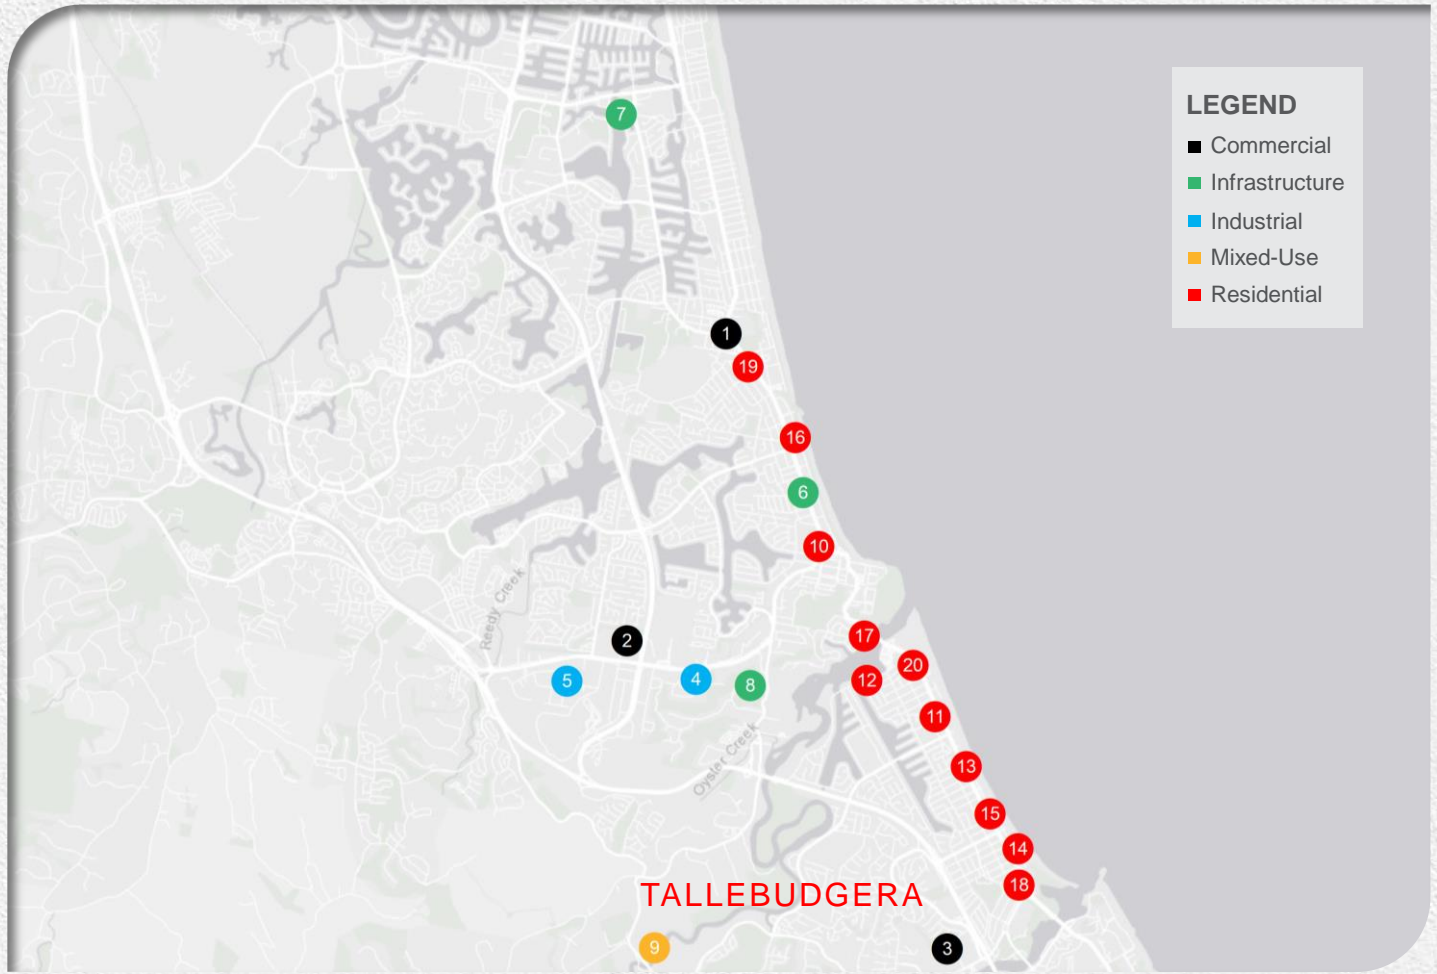 LEGEND
Commercial
Infrastructure
Industrial
Mixed-Use
Residential
7
1
19
16
6
10
Reedy Creek
2
17
20
5
4
8
12
11
Oyster Creek
13
15
14
18
TALLEBUDGERA
9
3